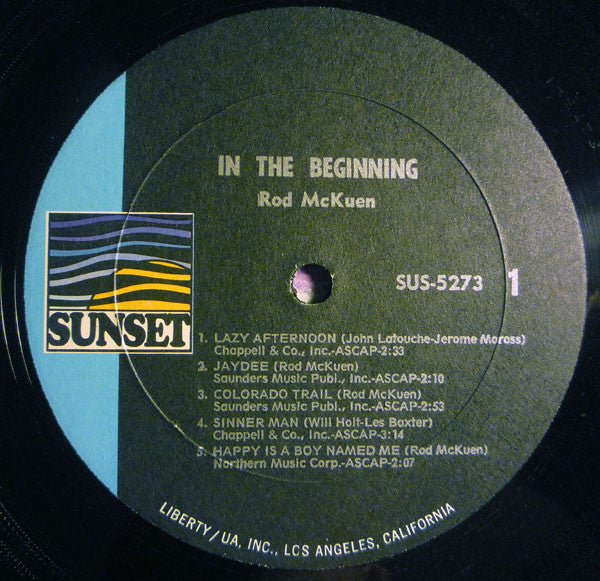 IN THE BEGINNING
Rod McKuen
SUNSET
SUS-5273
1
1. LAZY AFTERNOON (John Latouche-Jerome Moross)
Chappell & Co., Inc.-ASCAP-2:33
2. JAYDEE (Rod McKuen)
Saunders Music Publ., Inc.-ASCAP-2:10
3. COLORADO TRAIL (Rod McKuen)
Saunders Music Publ., Inc.-ASCAP-2:53
4. SINNER MAN (Will Holt-Les Baxter)
Chappell & Co., Inc.-ASCAP-3:14
5. HAPPY IS A BOY NAMED ME (Rod McKuen)
Northern Music Corp.-ASCAP-2:07
LIBERTY/UA, INC., LOS ANGELES, CALIFORNIA